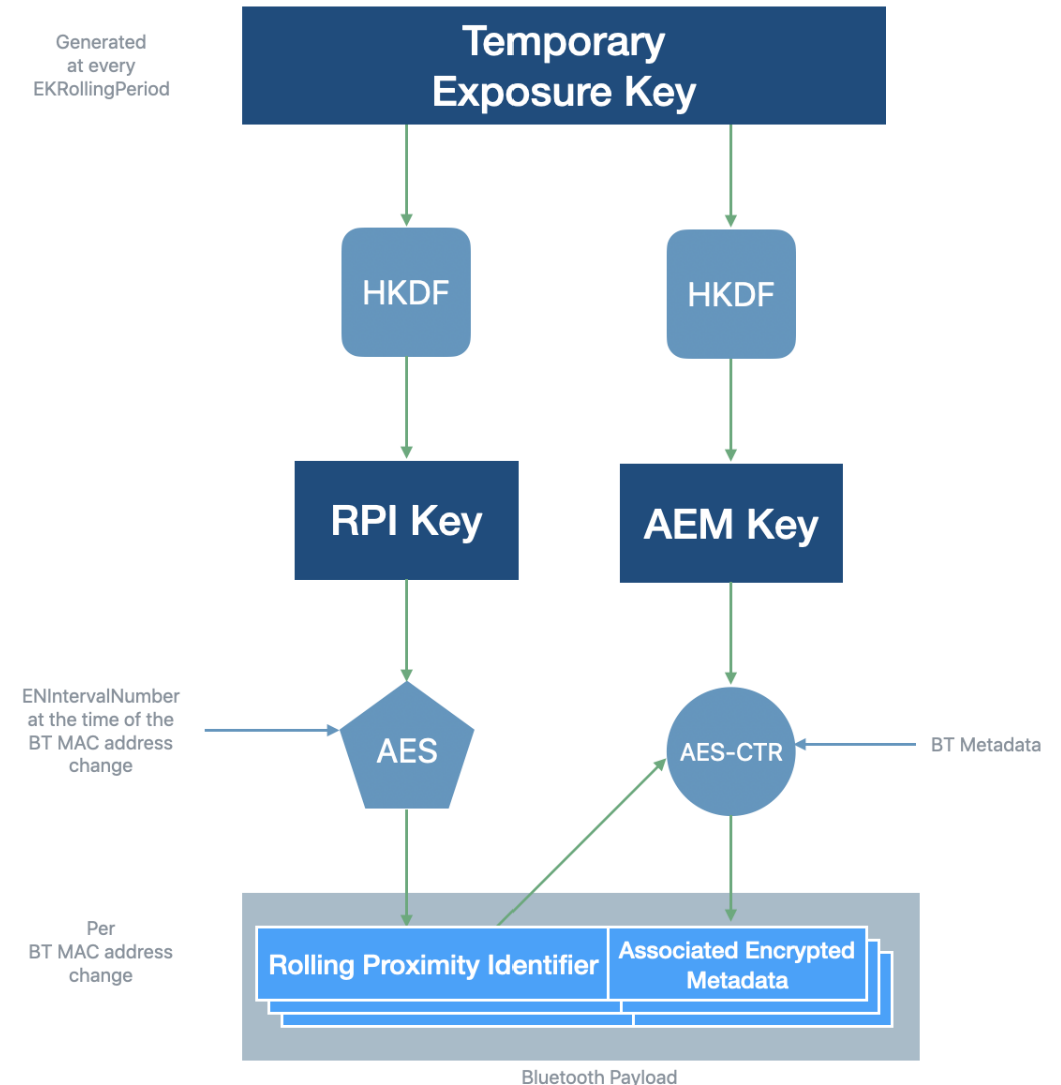 Generated
at every
EKRollingPeriod
Temporary
Exposure Key
HKDF
HKDF
RPI Key
AEM Key
ENIntervalNumber
at the time of the
BT MAC address
change
AES
AES-CTR
BT Metadata
Per
BT MAC address
change
Rolling Proximity Identifier
Associated Encrypted
Metadata
Bluetooth Payload